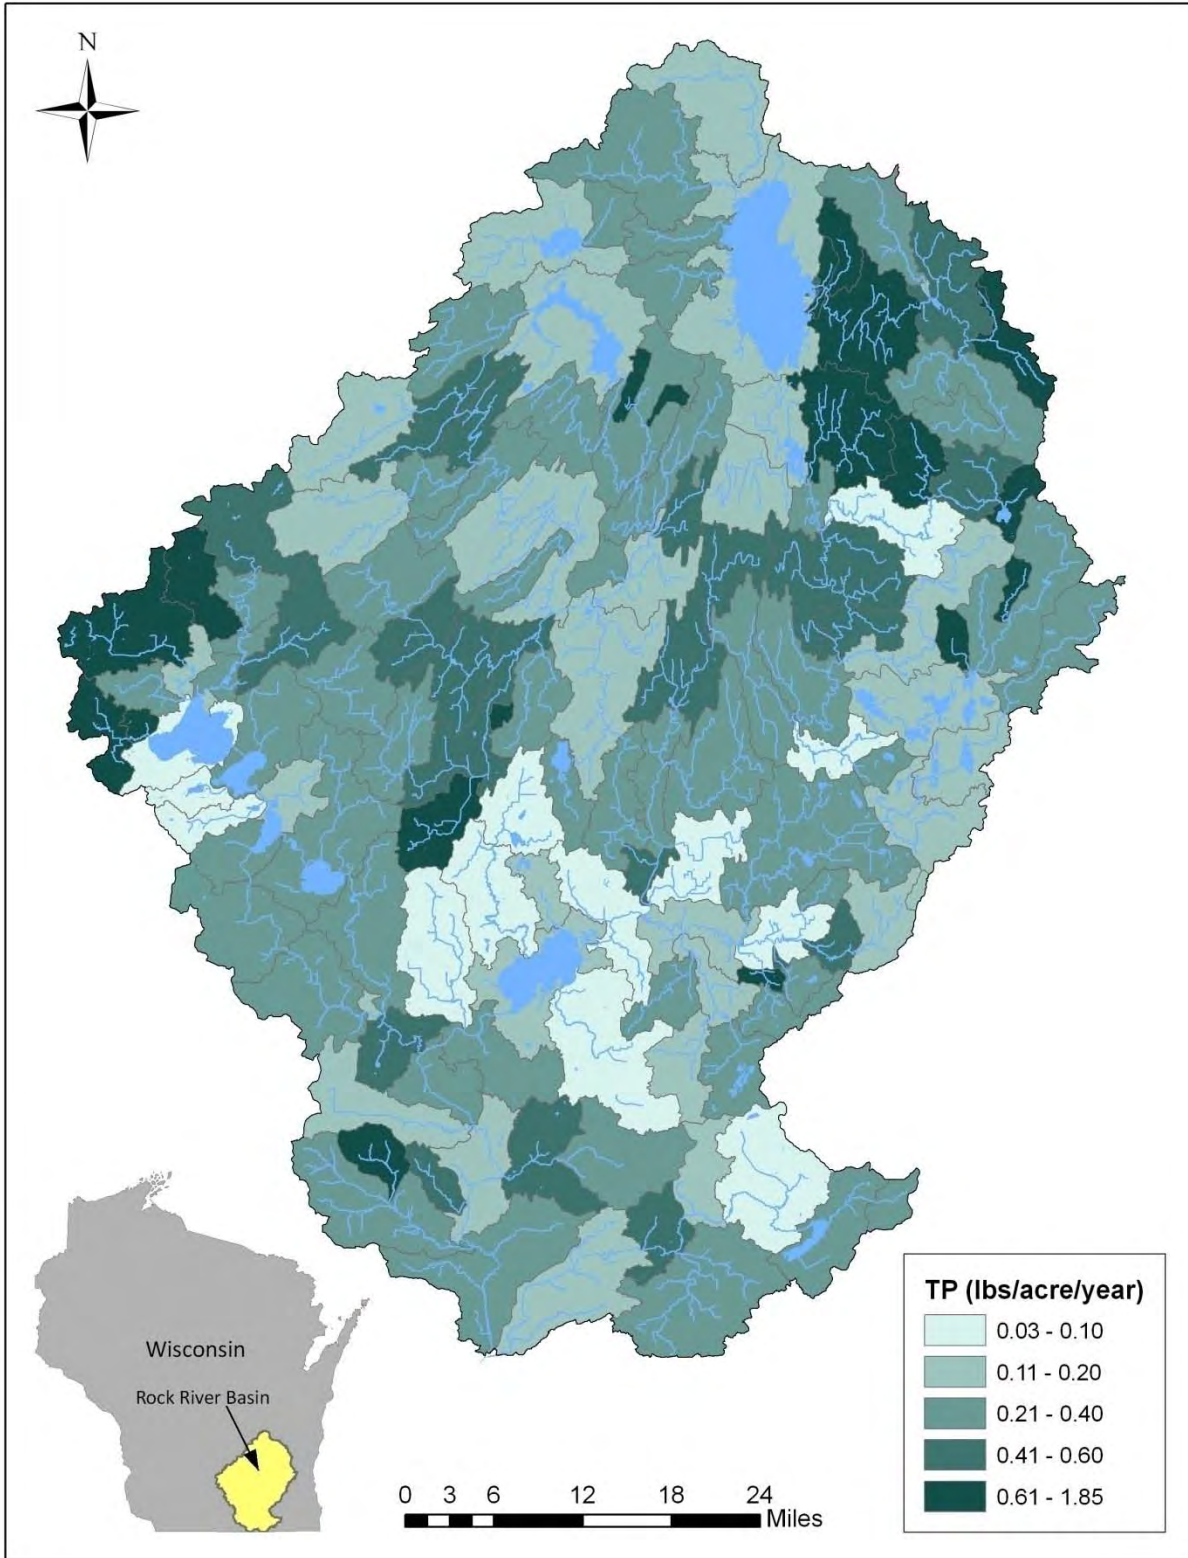 N
Wisconsin
Rock River Basin
0 3 6 12 18 24
Miles
TP (lbs/acre/year)
0.03 - 0.10
0.11 - 0.20
0.21 - 0.40
0.41 - 0.60
0.61 - 1.85